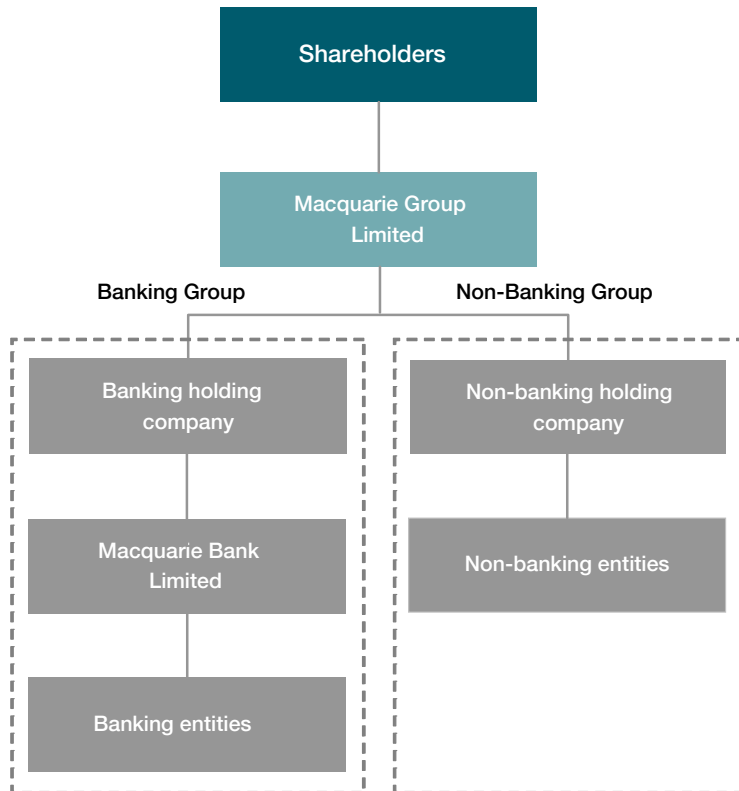 Shareholders
Macquarie Group
Limited
Banking Group
Non-Banking Group
Banking holding
company
Non-banking holding
company
Macquarie Bank
Limited
Non-banking entities
Banking entities